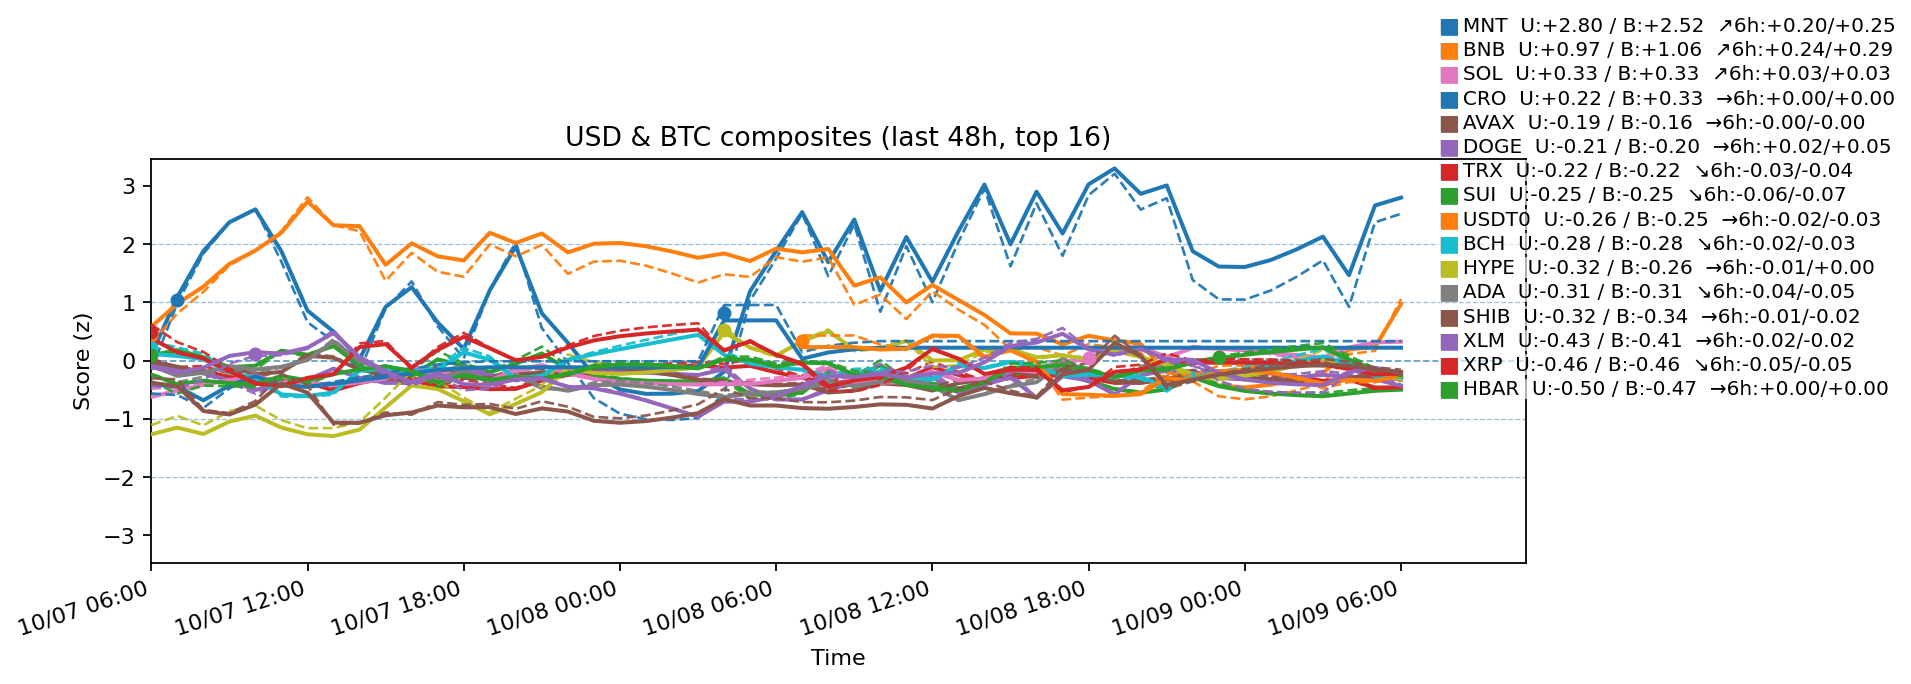 MNT  U:+2.80 / B:+2.52  ↗6h:+0.20/+0.25
BNB  U:+0.97 / B:+1.06  ↗6h:+0.24/+0.29
SOL  U:+0.33 / B:+0.33  ↗6h:+0.03/+0.03
CRO  U:+0.22 / B:+0.33  →6h:+0.00/+0.00
AVAX  U:-0.19 / B:-0.16  →6h:-0.00/-0.00
DOGE  U:-0.21 / B:-0.20  →6h:+0.02/+0.05
TRX  U:-0.22 / B:-0.22  ↘6h:-0.03/-0.04
SUI  U:-0.25 / B:-0.25  ↘6h:-0.06/-0.07
USDT0  U:-0.26 / B:-0.25  →6h:-0.02/-0.03
BCH  U:-0.28 / B:-0.28  ↘6h:-0.02/-0.03
HYPE  U:-0.32 / B:-0.26  →6h:-0.01/+0.00
ADA  U:-0.31 / B:-0.31  ↘6h:-0.04/-0.05
SHIB  U:-0.32 / B:-0.34  →6h:-0.01/-0.02
XLM  U:-0.43 / B:-0.41  →6h:-0.02/-0.02
XRP  U:-0.46 / B:-0.46  ↘6h:-0.05/-0.05
HBAR  U:-0.50 / B:-0.47  →6h:+0.00/+0.00
USD & BTC composites (last 48h, top 16)
Score (z)
3
2
1
0
−1
−2
−3
10/07 06:00
10/07 12:00
10/07 18:00
10/08 00:00
10/08 06:00
10/08 12:00
10/08 18:00
10/09 00:00
10/09 06:00
Time